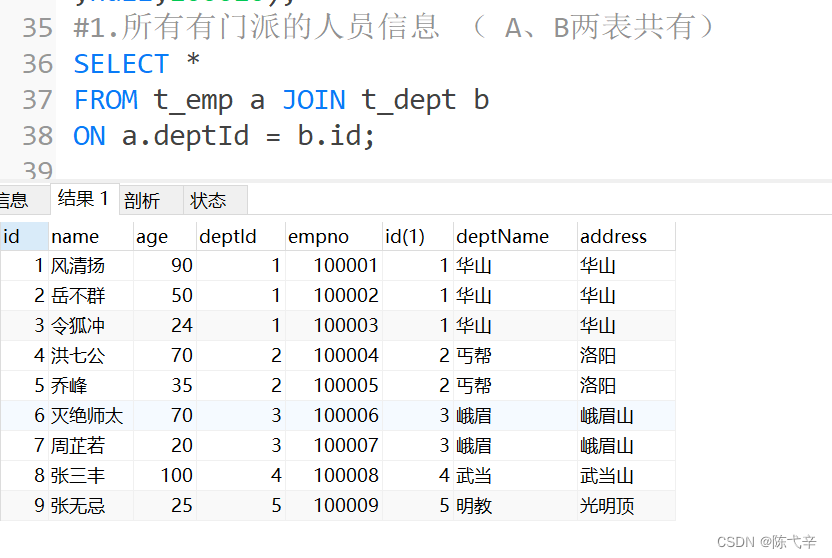 ,null,100010);
35 #1.所有有门派的人员信息 ( A、B两表共有)
36 SELECT *
37 FROM t_emp a JOIN t_dept b
38 ON a.deptId = b.id;
39
信息 结果 1 剖析 状态
id name age deptId empno id(1) deptName address
1 风清扬 90 1 100001 1 华山 华山
2 岳不群 50 1 100002 1 华山 华山
3 令狐冲 24 1 100003 1 华山 华山
4 洪七公 70 2 100004 2 丐帮 洛阳
5 乔峰 35 2 100005 2 丐帮 洛阳
6 灭绝师太 70 3 100006 3 峨眉 峨眉山
7 周芷若 20 3 100007 3 峨眉 峨眉山
8 张三丰 100 4 100008 4 武当 武当山
9 张无忌 25 5 100009 5 明教 光明顶
CSDN @陈弋辛